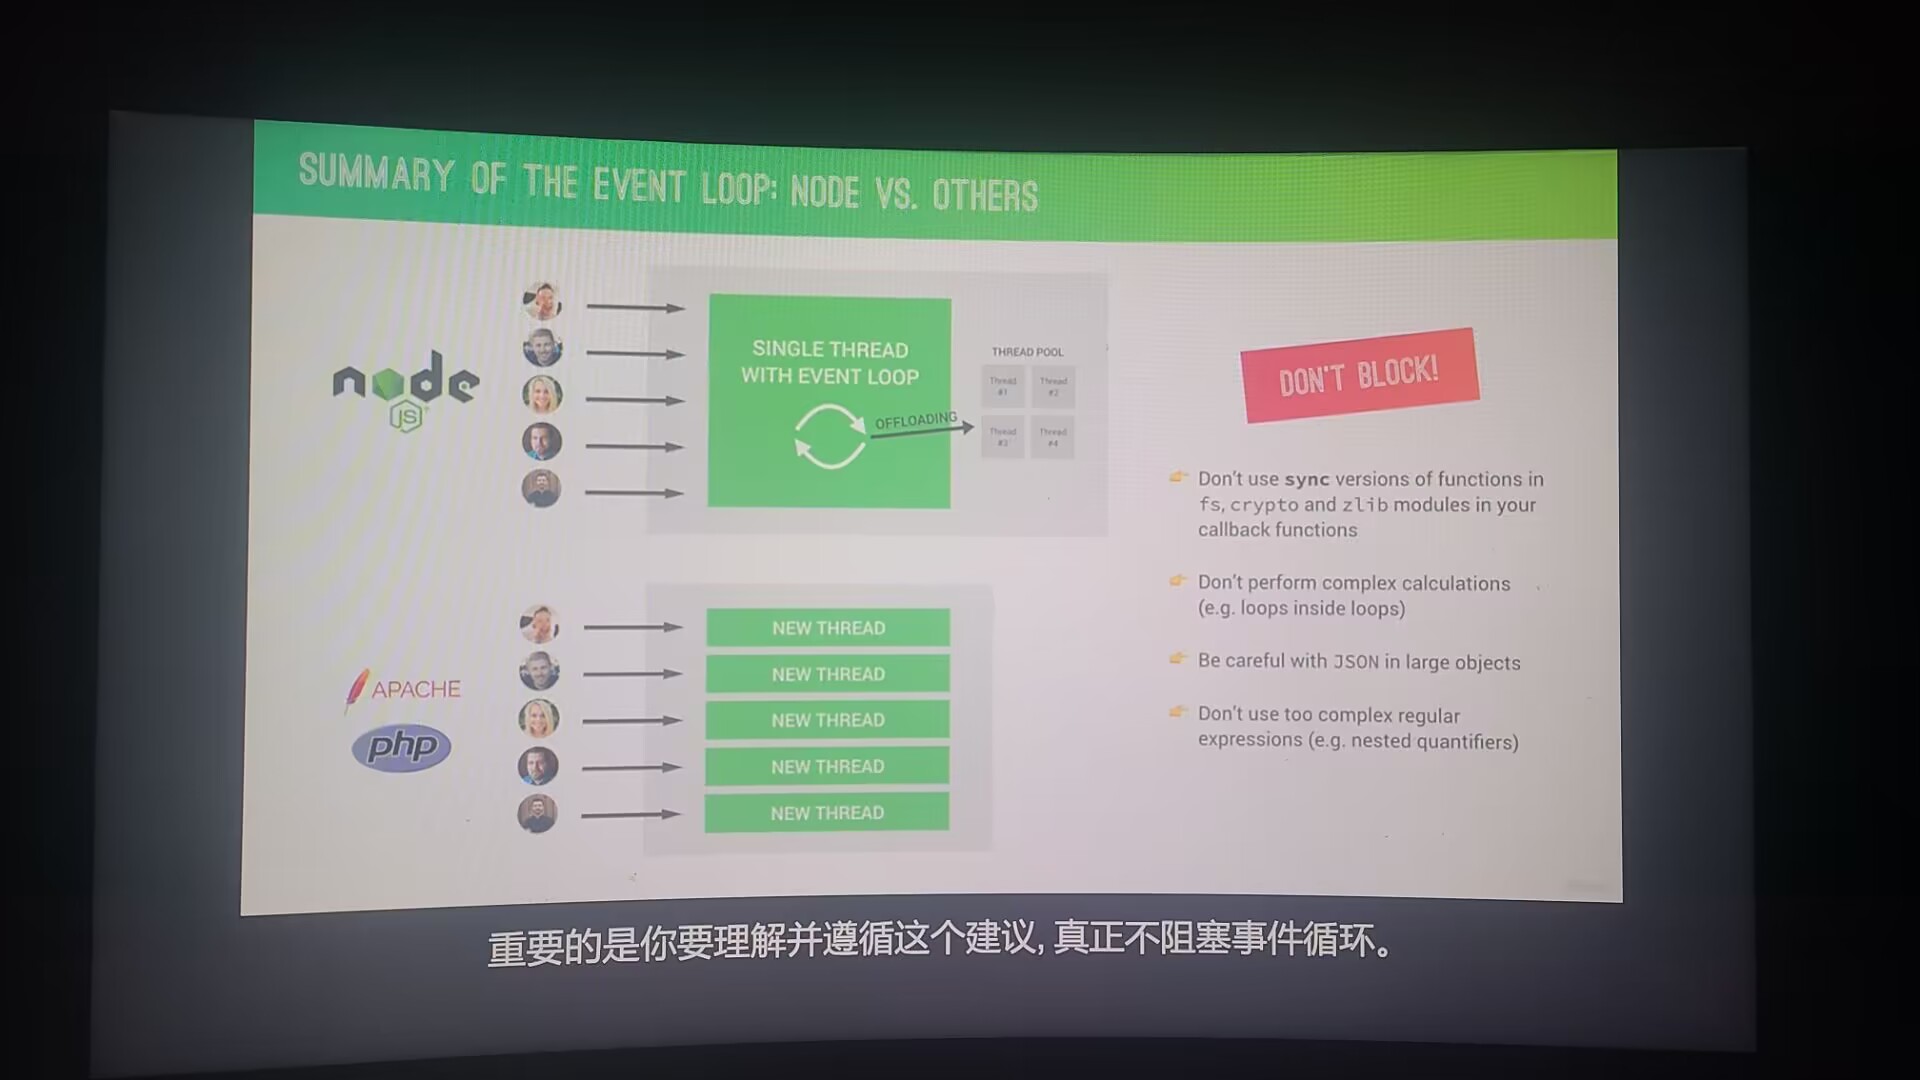 SUMMARY OF THE EVENT LOOP: NODE VS. OTHERS
node
JS
SINGLE THREAD
WITH EVENT LOOP
OFFLOADING
THREAD POOL
Thread
#1
Thread
#2
Thread
#3
Thread
#4
APACHE
php
NEW THREAD
NEW THREAD
NEW THREAD
NEW THREAD
NEW THREAD
DON'T BLOCK!
Don't use sync versions of functions in
fs, crypto and zlib modules in your
callback functions
Don't perform complex calculations
(e.g. loops inside loops)
Be careful with JSON in large objects
Don't use too complex regular
expressions (e.g. nested quantifiers)
重要的是你要理解并遵循这个建议, 真正不阻塞事件循环。